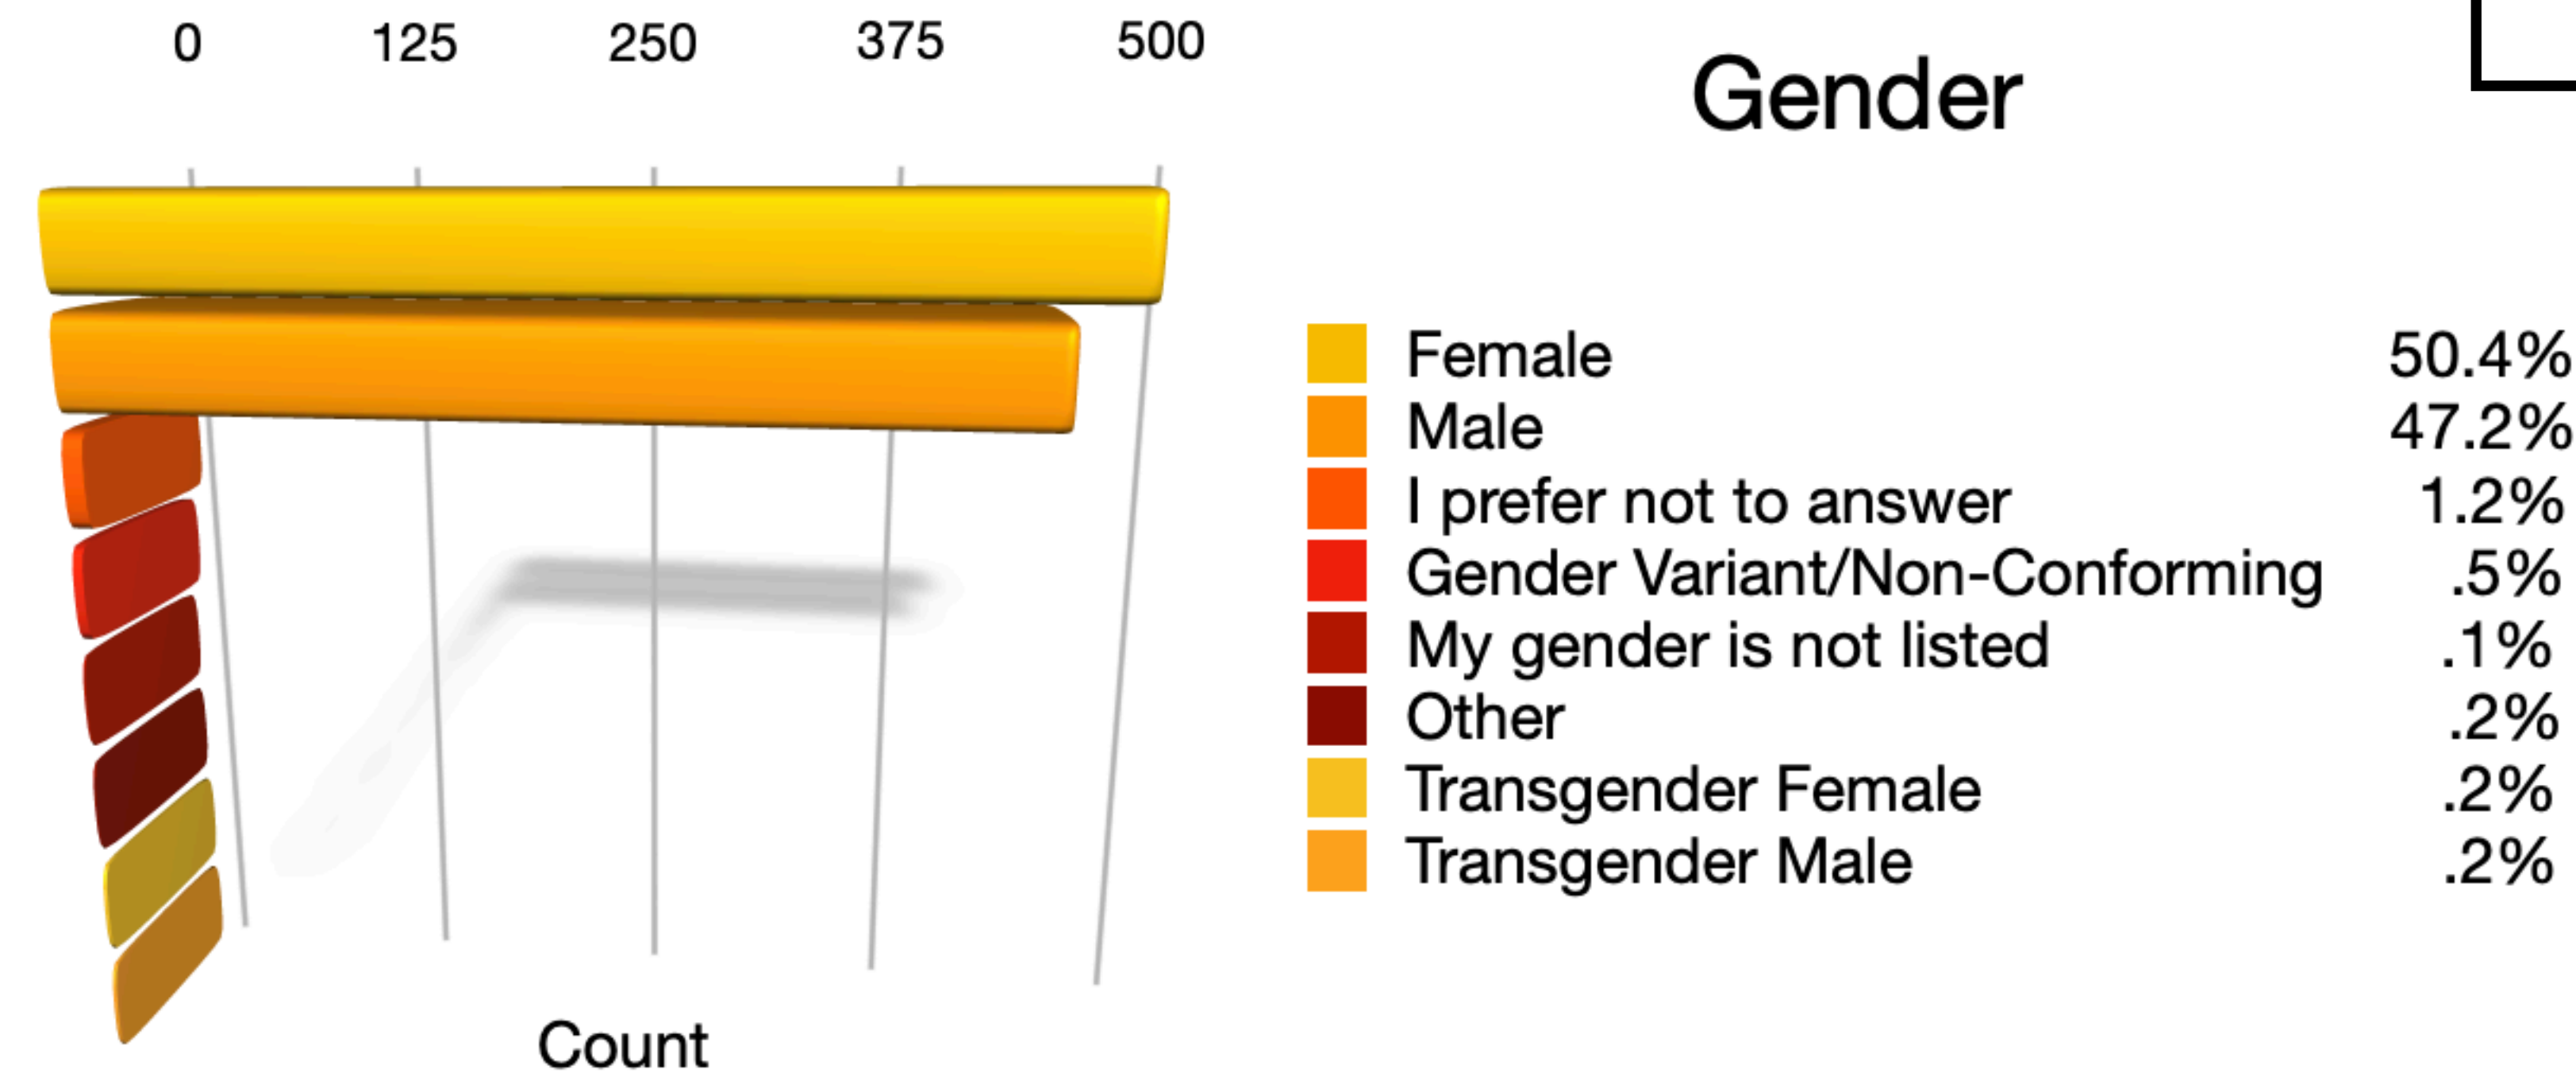 0 125 250 375 500
Gender
Female 50.4%
Male 47.2%
I prefer not to answer 1.2%
Gender Variant/Non-Conforming .5%
My gender is not listed .1%
Other .2%
Transgender Female .2%
Transgender Male .2%
Count